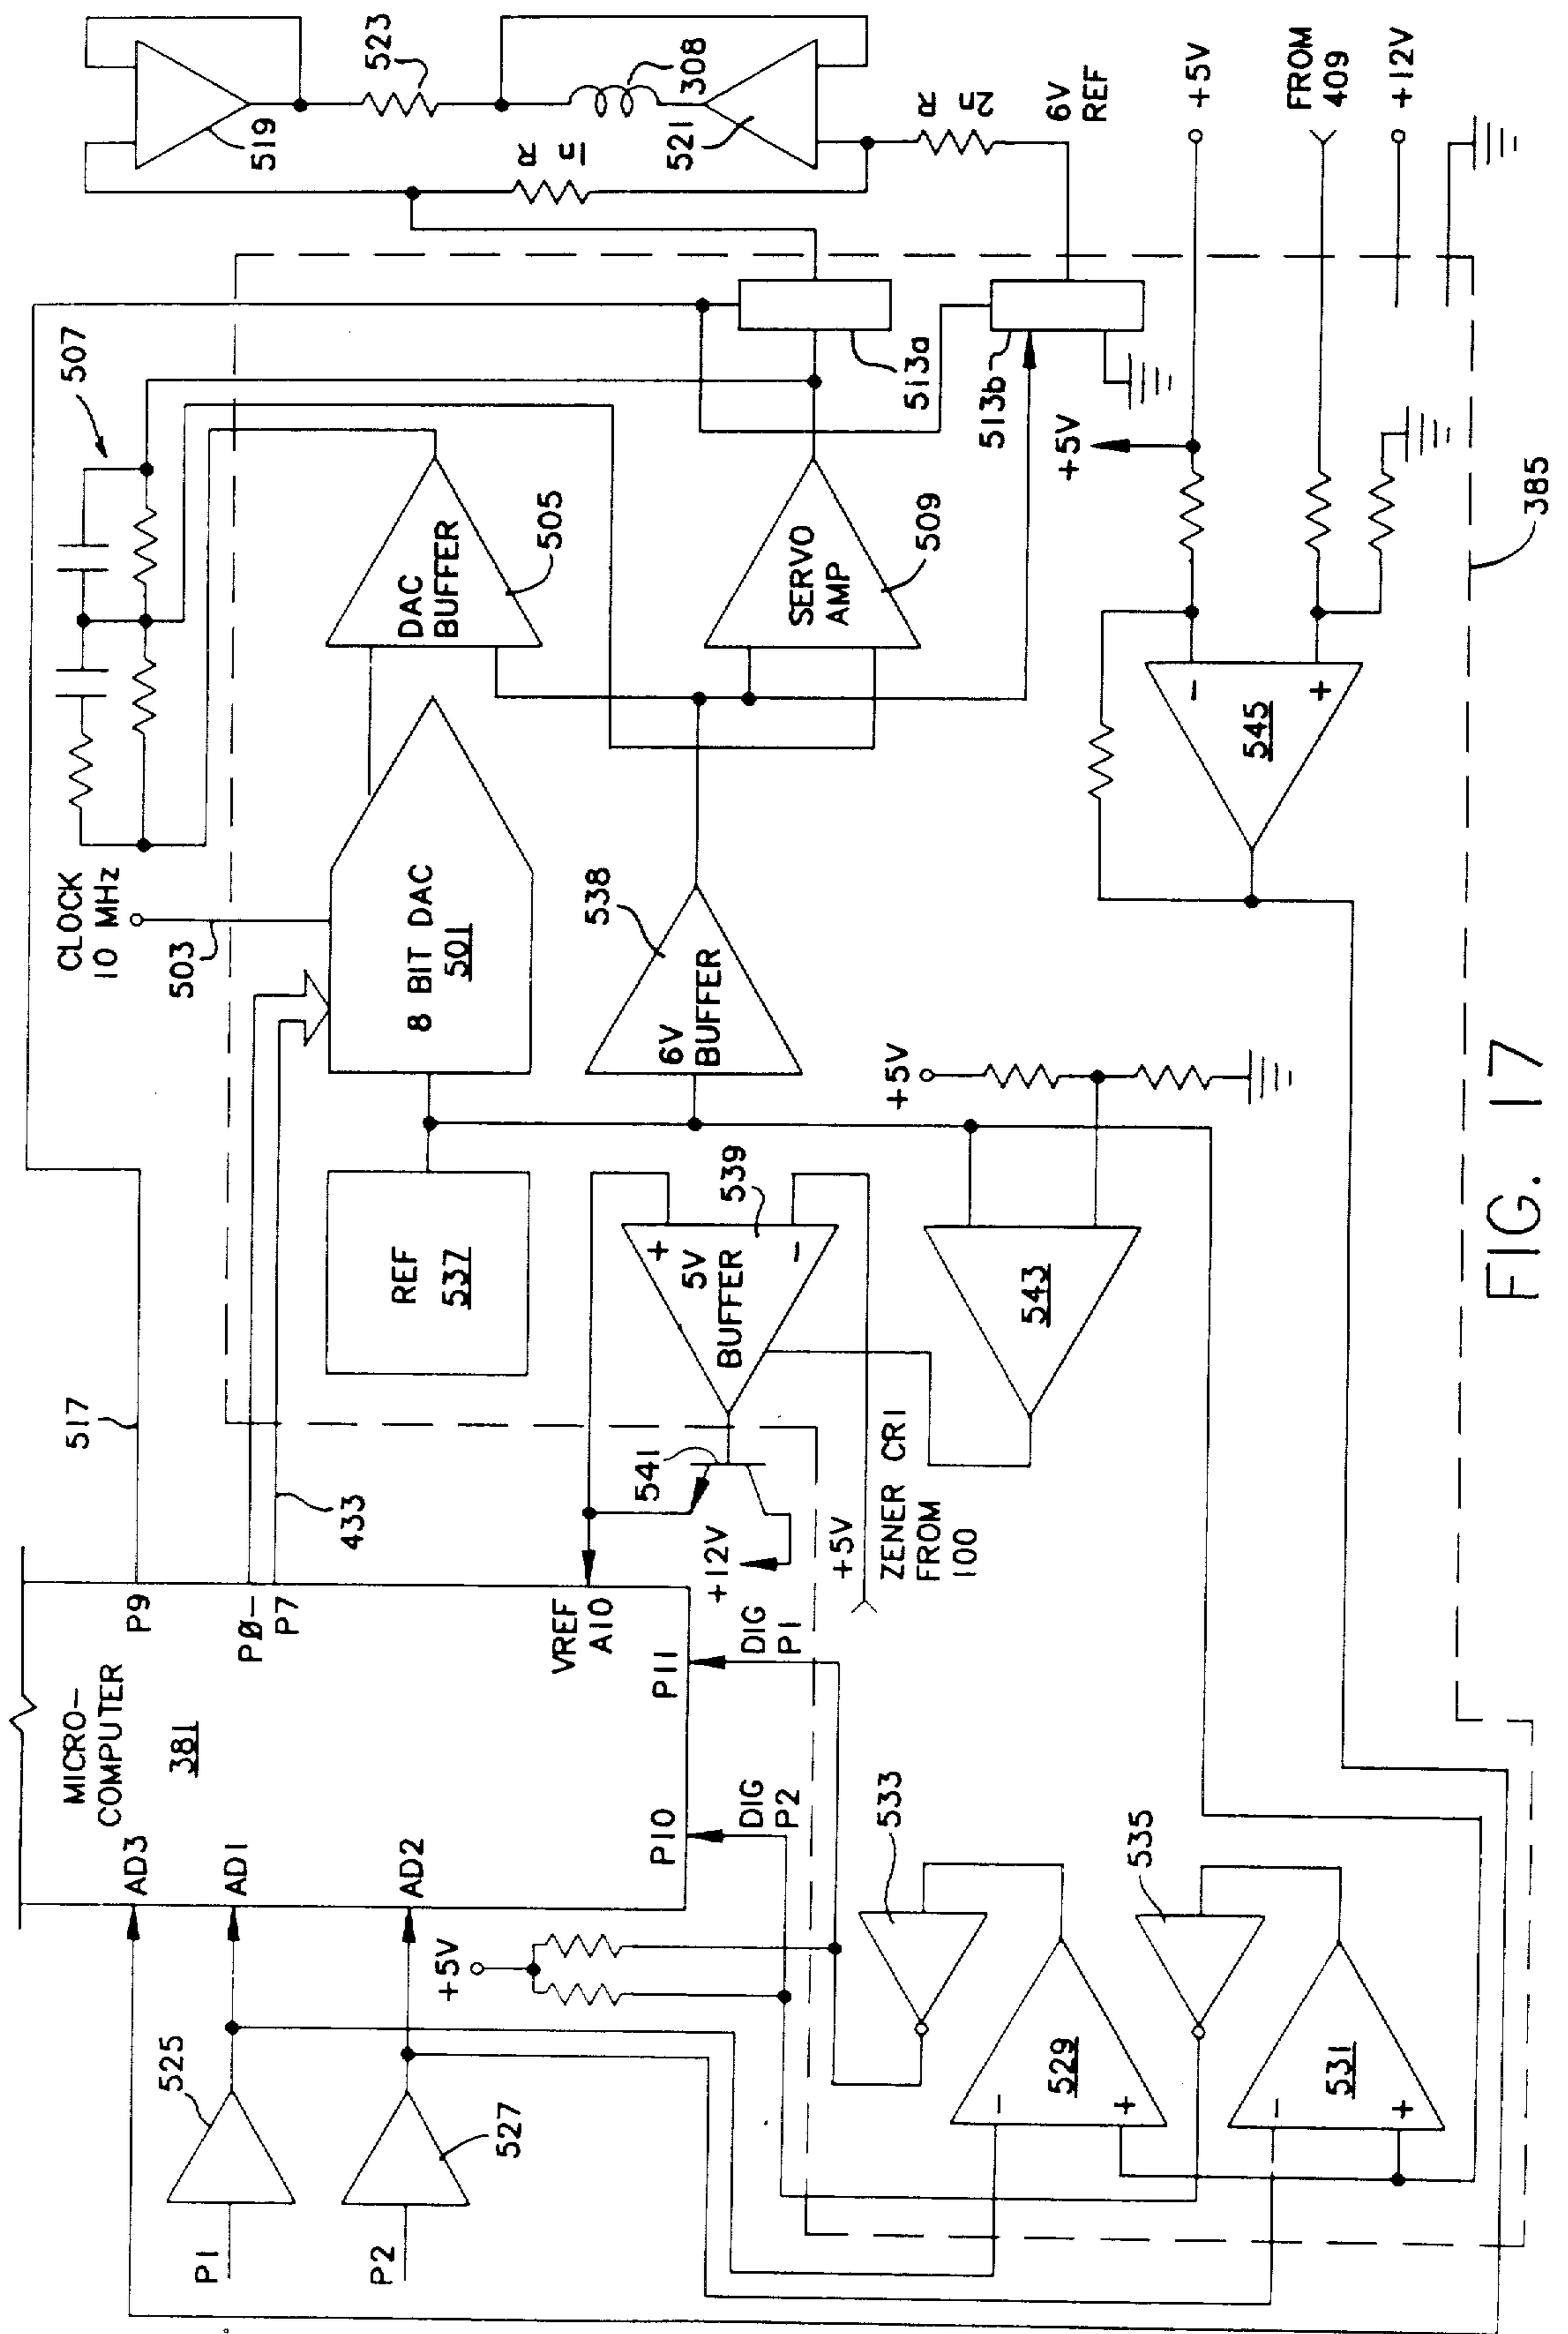 MICRO-
COMPUTER
381
AD3
AD1
AD2
P9
PØ-
P7
VREF
A10
P10
P11
DIG
P2
DIG
P1
P1
525
P2
527
+5V
533
529
-
+
535
531
-
+
517
433
541
+12V
+5V
ZENER CR1
FROM
100
REF
537
5V
BUFFER
+
-
539
543
+5V
CLOCK
10 MHz
503
8 BIT DAC
501
6V
BUFFER
538
507
DAC
BUFFER
505
SERVO
AMP
509
513a
513b
+5V
545
-
+
519
523
308
521
R
11
R
12
6V
REF
+5V
FROM
409
+12V
385
FIG. 17